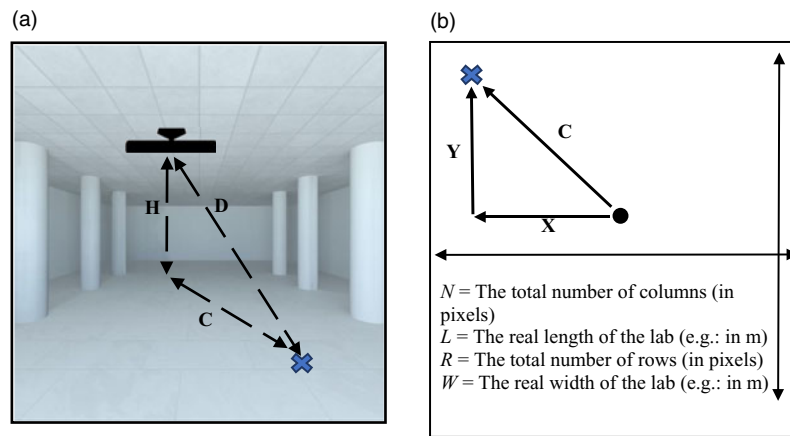 (a)
H
D
C
(b)
C
Y
X
N = The total number of columns (in
pixels)
L = The real length of the lab (e.g.: in m)
R = The total number of rows (in pixels)
W = The real width of the lab (e.g.: in m)